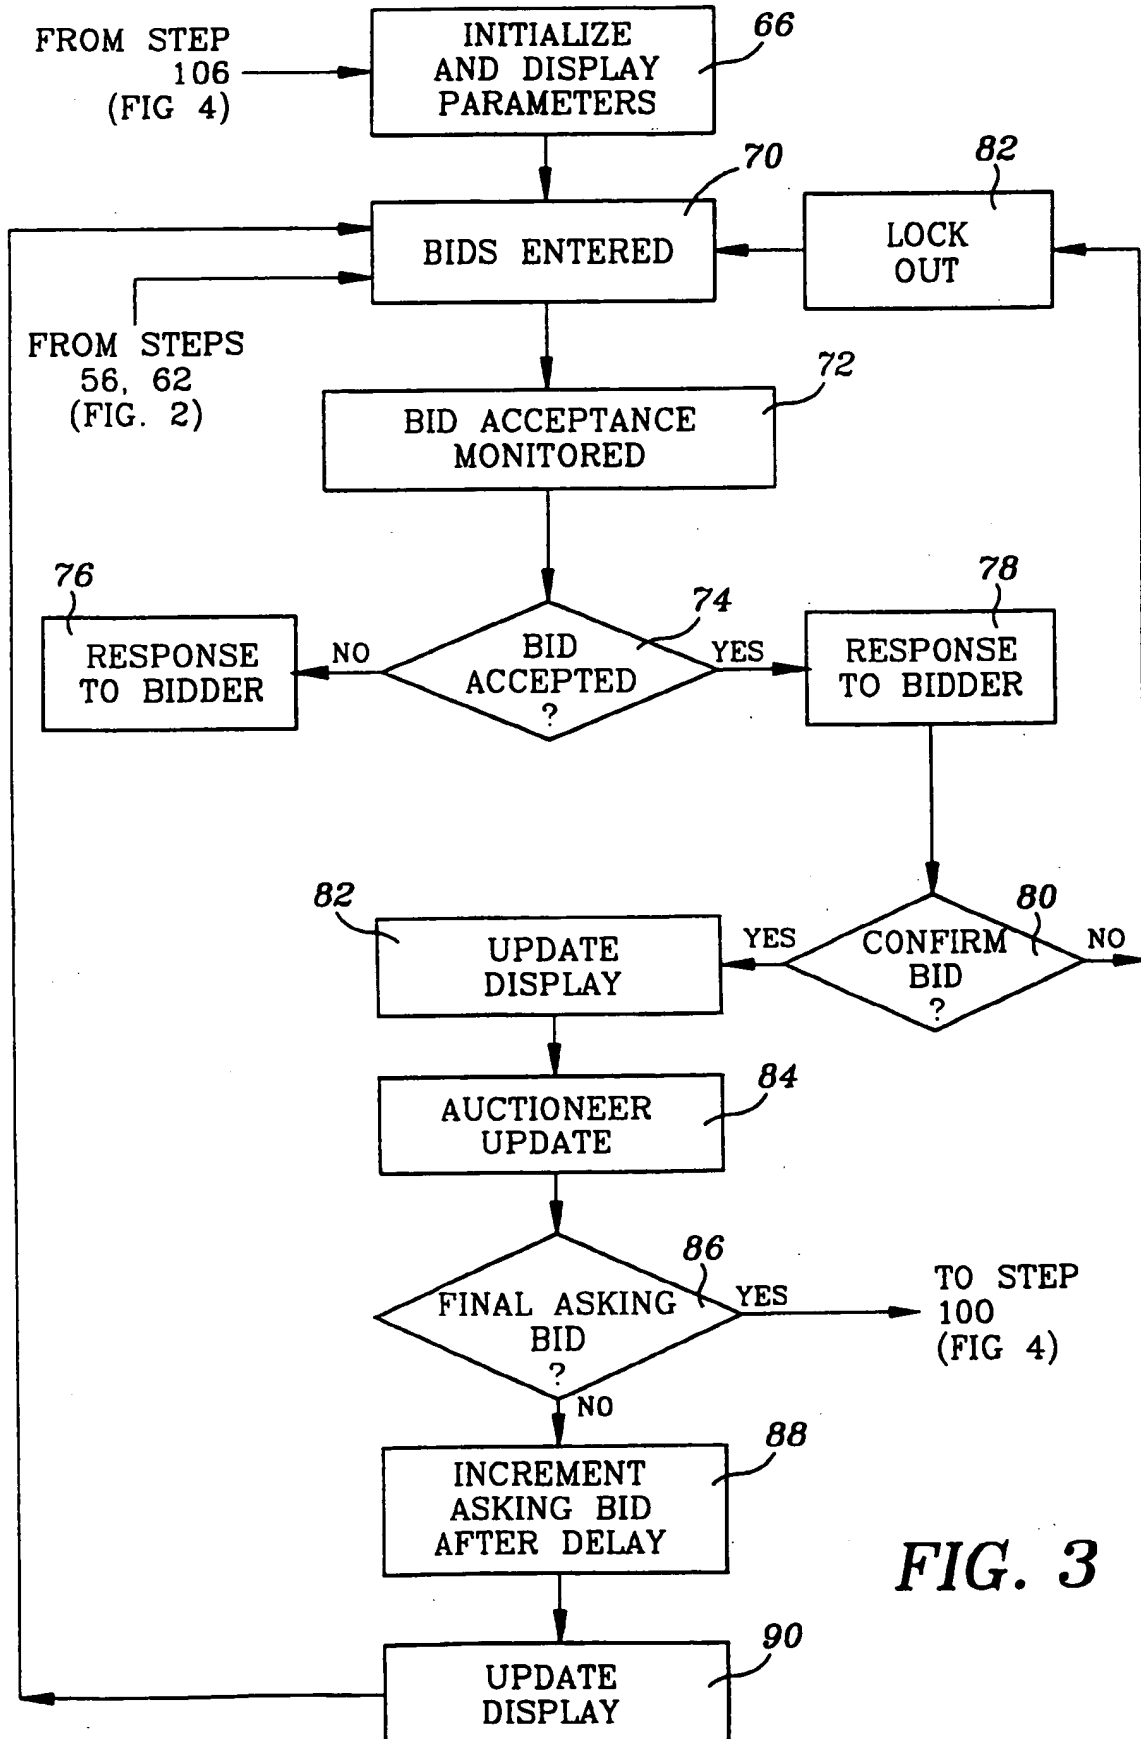 FROM STEP
106
(FIG 4)
INITIALIZE
AND DISPLAY
PARAMETERS
66
70
BIDS ENTERED
82
LOCK
OUT
FROM STEPS
56, 62
(FIG. 2)
72
BID ACCEPTANCE
MONITORED
76
RESPONSE
TO BIDDER
NO
74
BID
ACCEPTED
?
YES
78
RESPONSE
TO BIDDER
82
UPDATE
DISPLAY
YES
80
CONFIRM
BID
?
NO
84
AUCTIONEER
UPDATE
86
FINAL ASKING
BID
?
YES
TO STEP
100
(FIG 4)
NO
88
INCREMENT
ASKING BID
AFTER DELAY
90
UPDATE
DISPLAY
FIG. 3